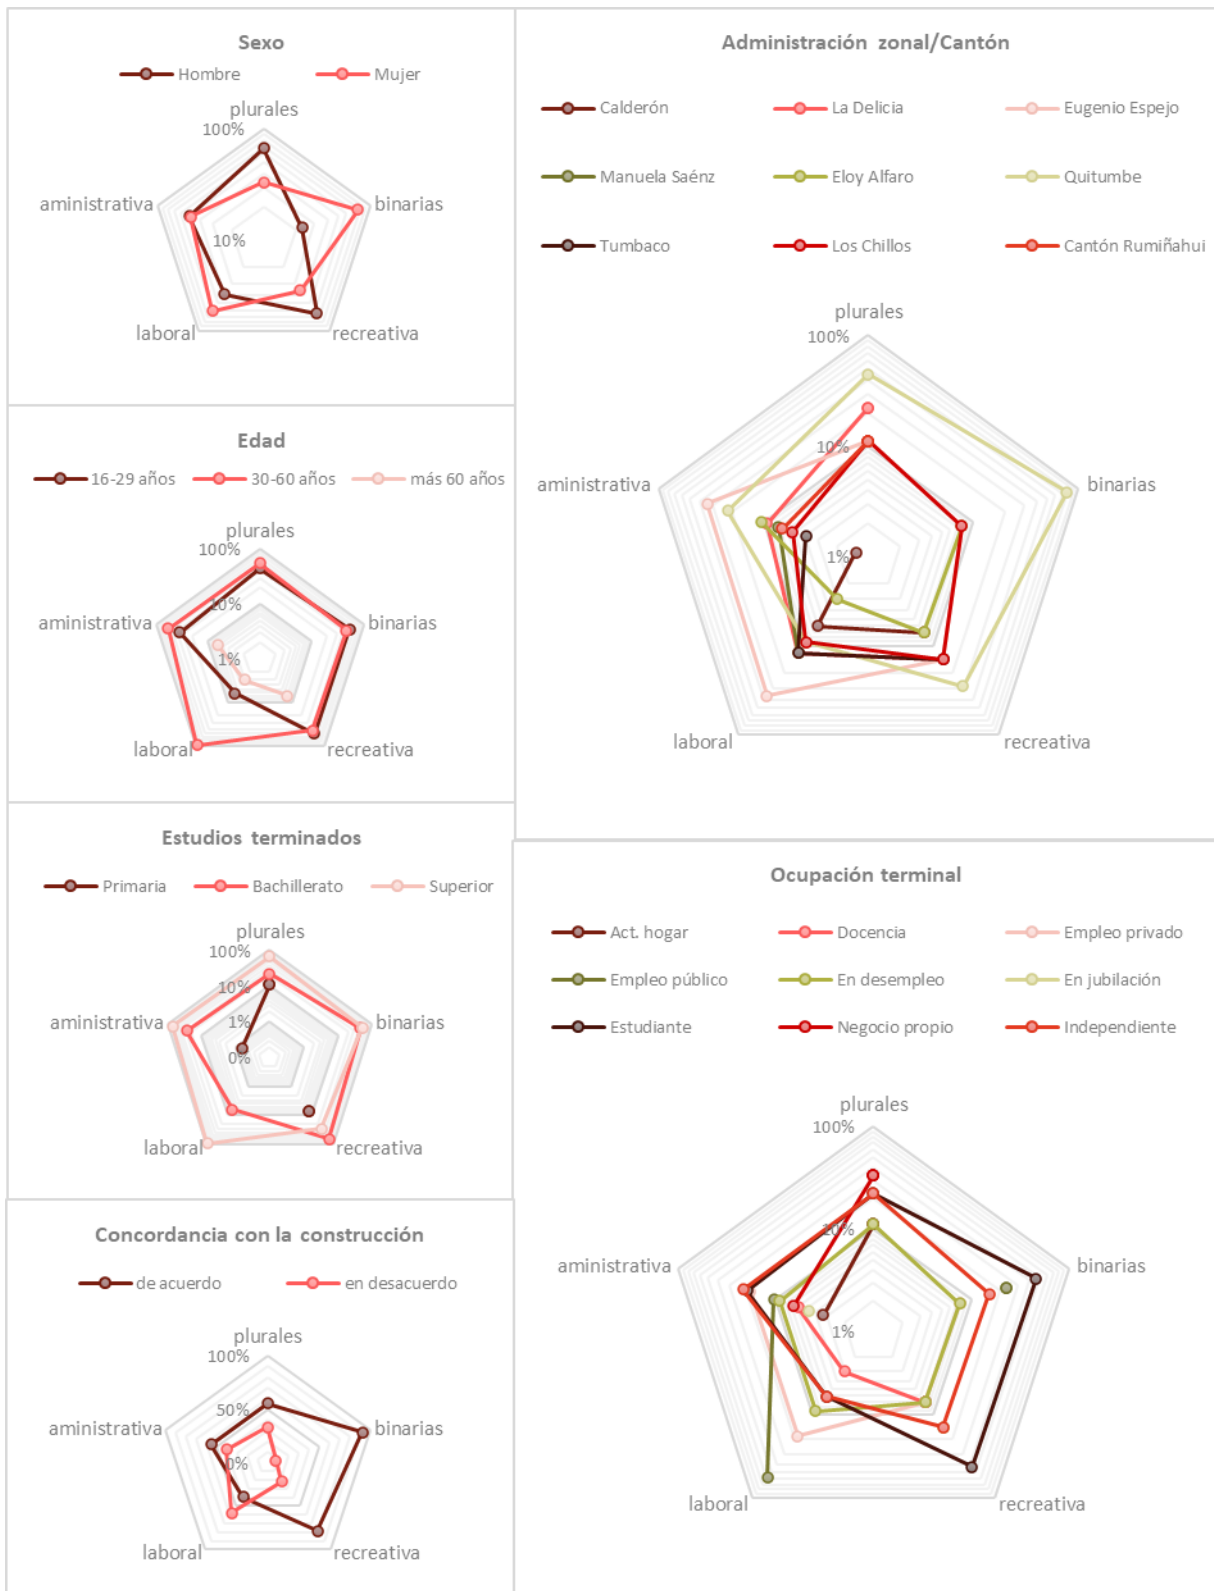 Sexo
Hombre Mujer
plurales
100%
aministrativa binarias
10%
laboral recreativa
Edad
16-29 años 30-60 años más 60 años
plurales
100%
10%
aministrativa binarias
1%
laboral recreativa
Estudios terminados
Primaria Bachillerato Superior
plurales
100%
10%
aministrativa 1% binarias
0%
laboral recreativa
Concordancia con la construcción
de acuerdo en desacuerdo
plurales
100%
50%
aministrativa binarias
0%
laboral recreativa
Administración zonal/Cantón
Calderón La Delicia Eugenio Espejo
Manuela Saénz Eloy Alfaro Quitumbe
Tumbaco Los Chillos Cantón Rumiñahui
plurales
100%
10%
aministrativa binarias
1%
laboral recreativa
Ocupación terminal
Act. hogar Docencia Empleo privado
Empleo público En desempleo En jubilación
Estudiante Negocio propio Independiente
plurales
100%
10%
aministrativa binarias
1%
laboral recreativa